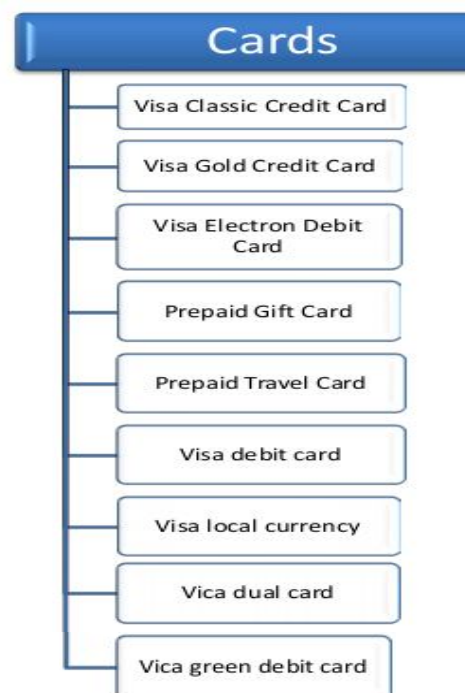 Cards
Visa Classic Credit Card
Visa Gold Credit Card
Visa Electron Debit
Card
Prepaid Gift Card
Prepaid Travel Card
Visa debit card
Visa local currency
Vica dual card
Vica green debit card